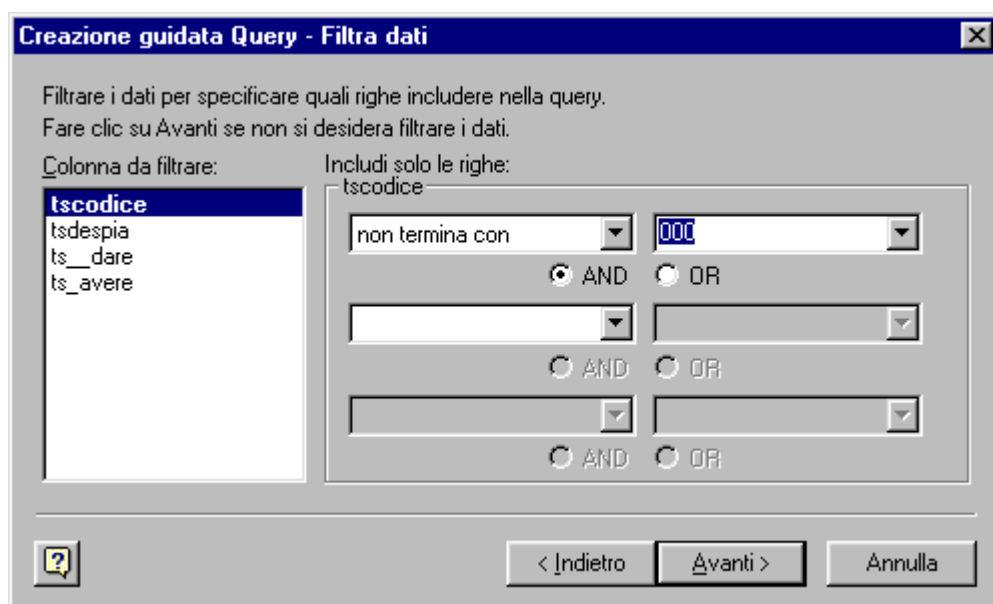 Creazione guidata Query - Filtra dati
Filtrare i dati per specificare quali righe includere nella query.
Fare clic su Avanti se non si desidera filtrare i dati.
Colonna da filtrare:
Includi solo le righe:
tscodice
tsdespia
ts__dare
ts_avere
tscodice
non termina con 000
AND OR
AND OR
AND OR
?
< Indietro Avanti > Annulla